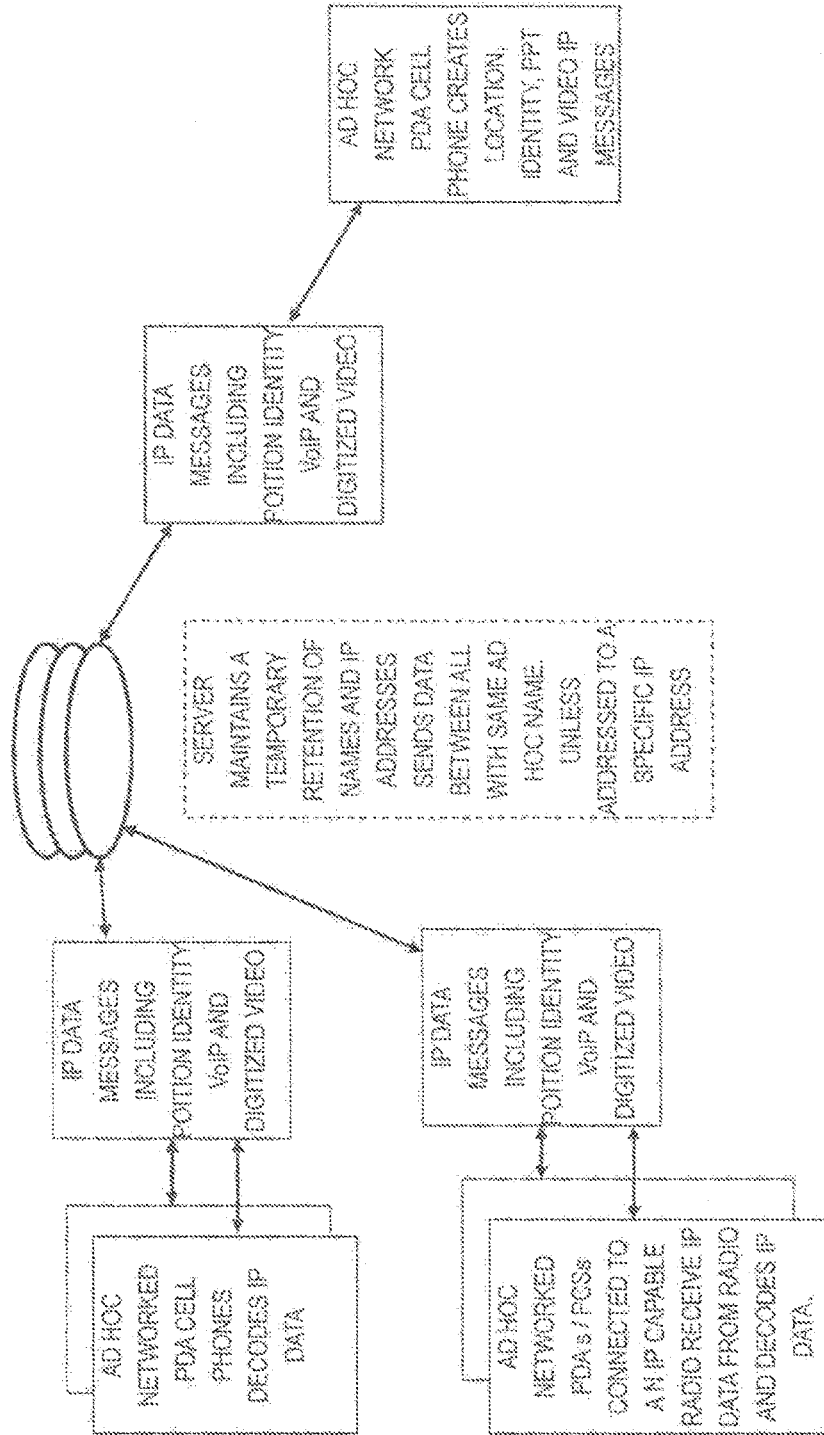 AD HOC
NETWORKED
PDA CELL
PHONES
DECODES IP
DATA
IP DATA
MESSAGES
INCLUDING
POITION IDENTITY
VoIP AND
DIGITIZED VIDEO
AD HOC
NETWORKED
PDA s / PCSs
CONNECTED TO
A N IP CAPABLE
RADIO RECEIVE IP
DATA FROM RADIO
AND DECODES IP
DATA.
IP DATA
MESSAGES
INCLUDING
POITION IDENTITY
VoIP AND
DIGITIZED VIDEO
SERVER
MAINTAINS A
TEMPORARY
RETENTION OF
NAMES AND IP
ADDRESSES
SENDS DATA
BETWEEN ALL
WITH SAME AD
HOC NAME.
UNLESS
ADDRESSED TO A
SPECIFIC IP
ADDRESS
IP DATA
MESSAGES
INCLUDING
POITION IDENTITY
VoIP AND
DIGITIZED VIDEO
AD HOC
NETWORK
PDA CELL
PHONE CREATES
LOCATION,
IDENTITY, PPT
AND VIDEO IP
MESSAGES